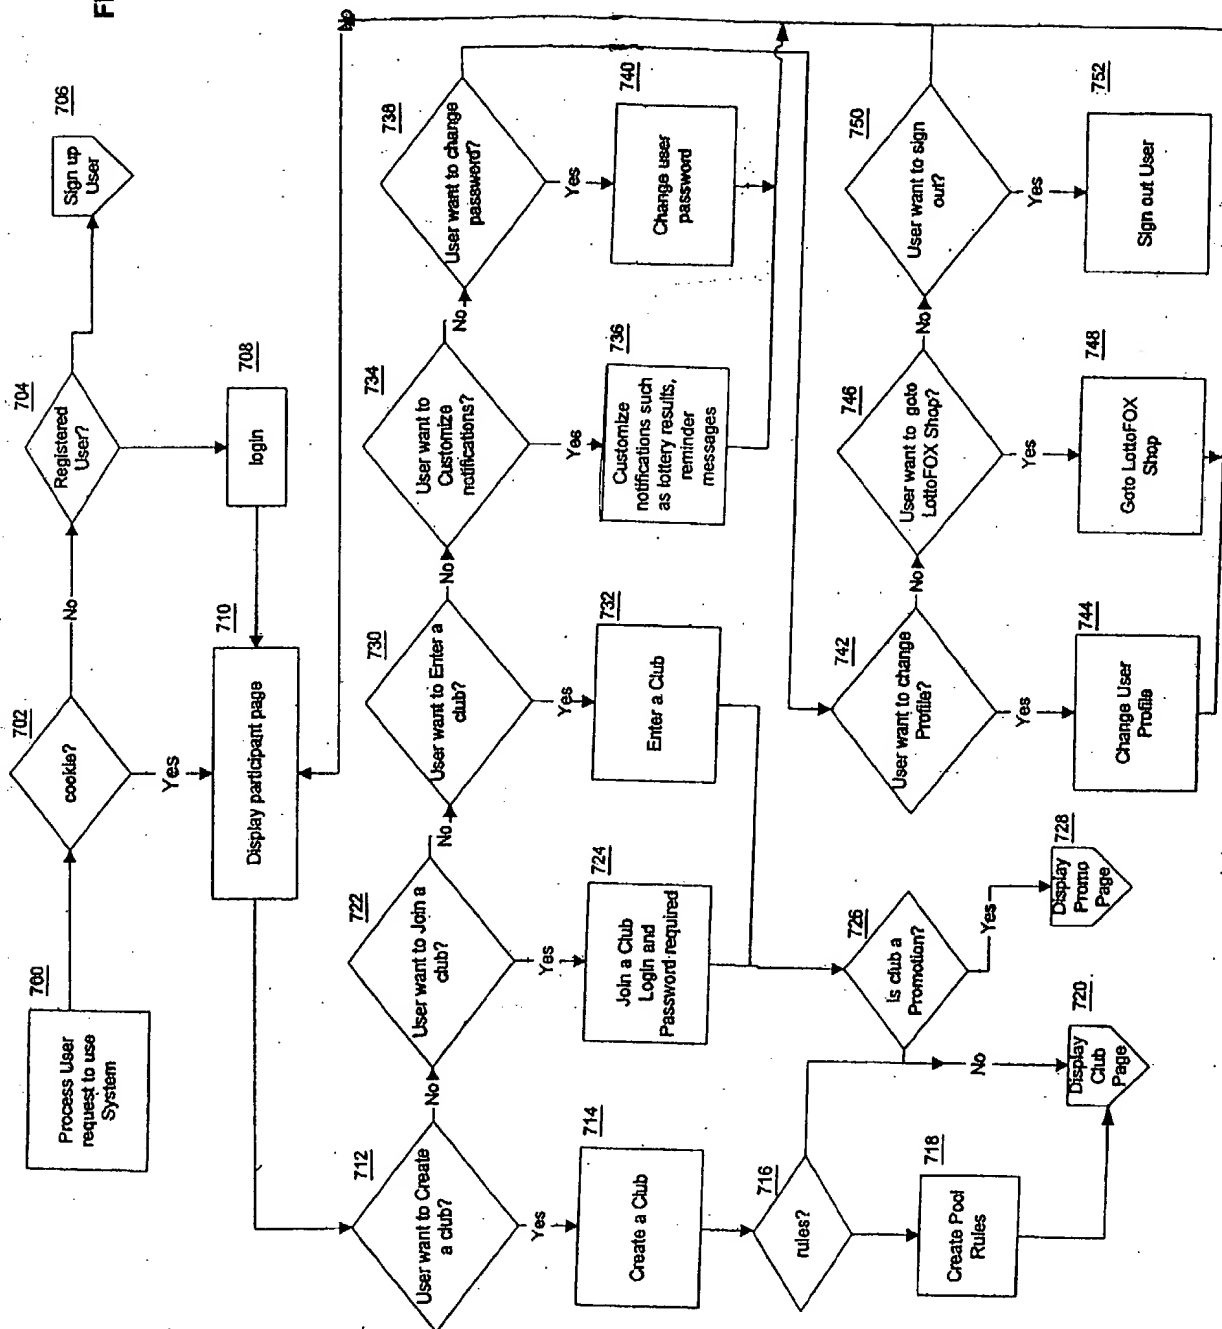 700
Process User
request to use
System
702
cookie?
No
Yes
704
Registered
User?
706
Sign up
User
708
login
710
Display participant page
No
712
User want to Create
a club?
No
Yes
722
User want to Join a
club?
No
Yes
730
User want to Enter a
club?
No
Yes
734
User want to
Customize
notifications?
No
Yes
738
User want to change
password?
Yes
714
Create a Club
724
Join a Club
Login and
Password required
732
Enter a Club
736
Customize
notifications such
as lottery results,
reminder
messages
740
Change user
password
716
rules?
726
Is club a
Promotion?
Yes
No
742
User want to change
Profile?
No
Yes
746
User want to goto
LottoFOX Shop?
No
Yes
750
User want to sign
out?
Yes
718
Create Pool
Rules
720
Display
Club
Page
728
Display
Promo
Page
744
Change User
Profile
748
Goto LottoFOX
Shop
752
Sign out User